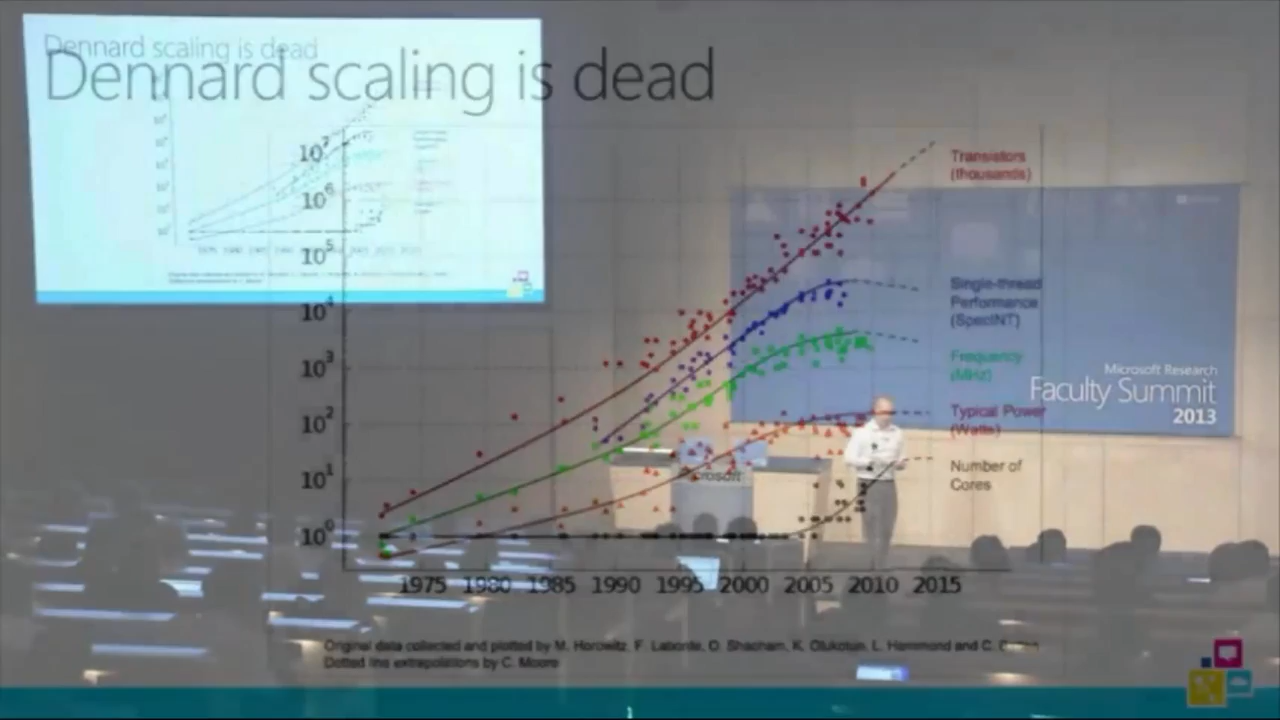 Dennard scaling is dead
Dennard scaling is dead
10⁷
10⁶
10⁵
10⁴
10³
10²
10¹
10⁰
1975 1980 1985 1990 1995 2000 2005 2010 2015
Transistors
(thousands)
Single-thread
Performance
(SpecINT)
Frequency
(MHz)
Typical Power
(Watts)
Number of
Cores
Microsoft Research
Faculty Summit
2013
Microsoft
Original data collected and plotted by M. Horowitz, F. Labonte, O. Shacham, K. Olukotun, L. Hammond and C.
Dotted line extrapolations by C. Moore
1